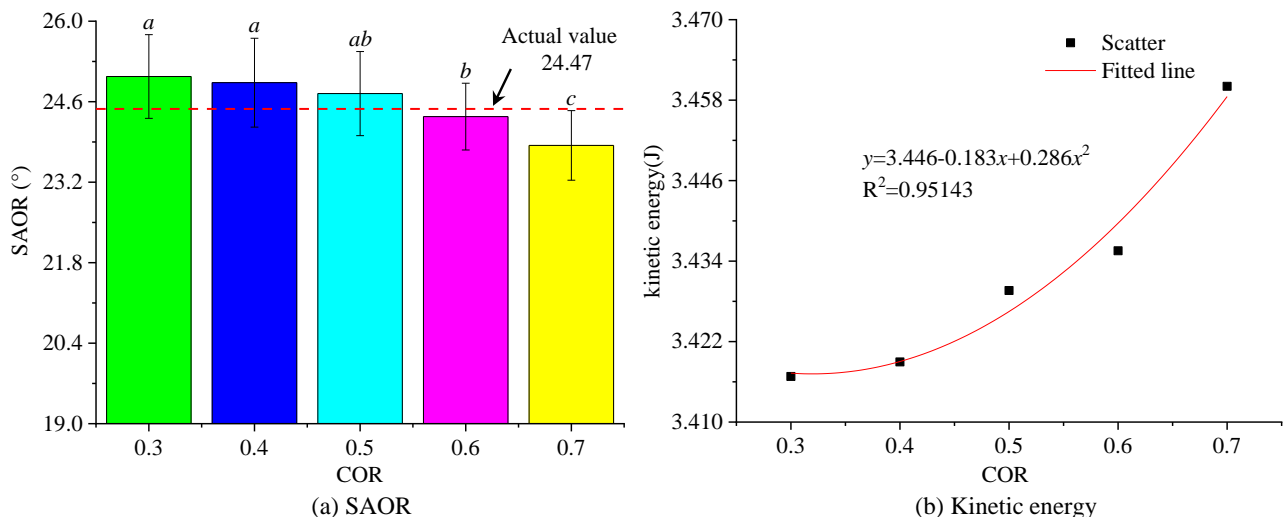 26.0
24.6
23.2
21.8
20.4
19.0
SAOR (°)
a
a
ab
b
c
Actual value
24.47
0.3
0.4
0.5
0.6
0.7
COR
(a) SAOR
3.470
3.458
3.446
3.434
3.422
3.410
kinetic energy(J)
Scatter
Fitted line
y=3.446-0.183x+0.286x²
R²=0.95143
0.3
0.4
0.5
0.6
0.7
COR
(b) Kinetic energy